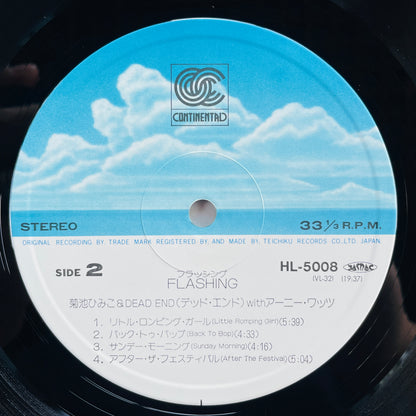 CONTINENTAL
STEREO
33 1/3 R.P.M.
ORIGINAL RECORDING BY TRADE MARK REGISTERED BY, AND MANUFACTURED BY, TEICHIKU RECORDS CO., LTD. JAPAN.
フラッシング
SIDE 2
FLASHING
HL-5008
(VL-32)
(19:37)
菊池ひみこ&DEAD END(デッド・エンド)withアーニー・ワッツ
1. リトル・ロンピング・ガール(Little Romping Girl)(5:39)
2. バック・トゥ・バップ(Back To Bop)(4:33)
3. サンデー・モーニング(Sunday Morning)(4:16)
4. アフター・ザ・フェスティバル(After The Festival)(5:04)